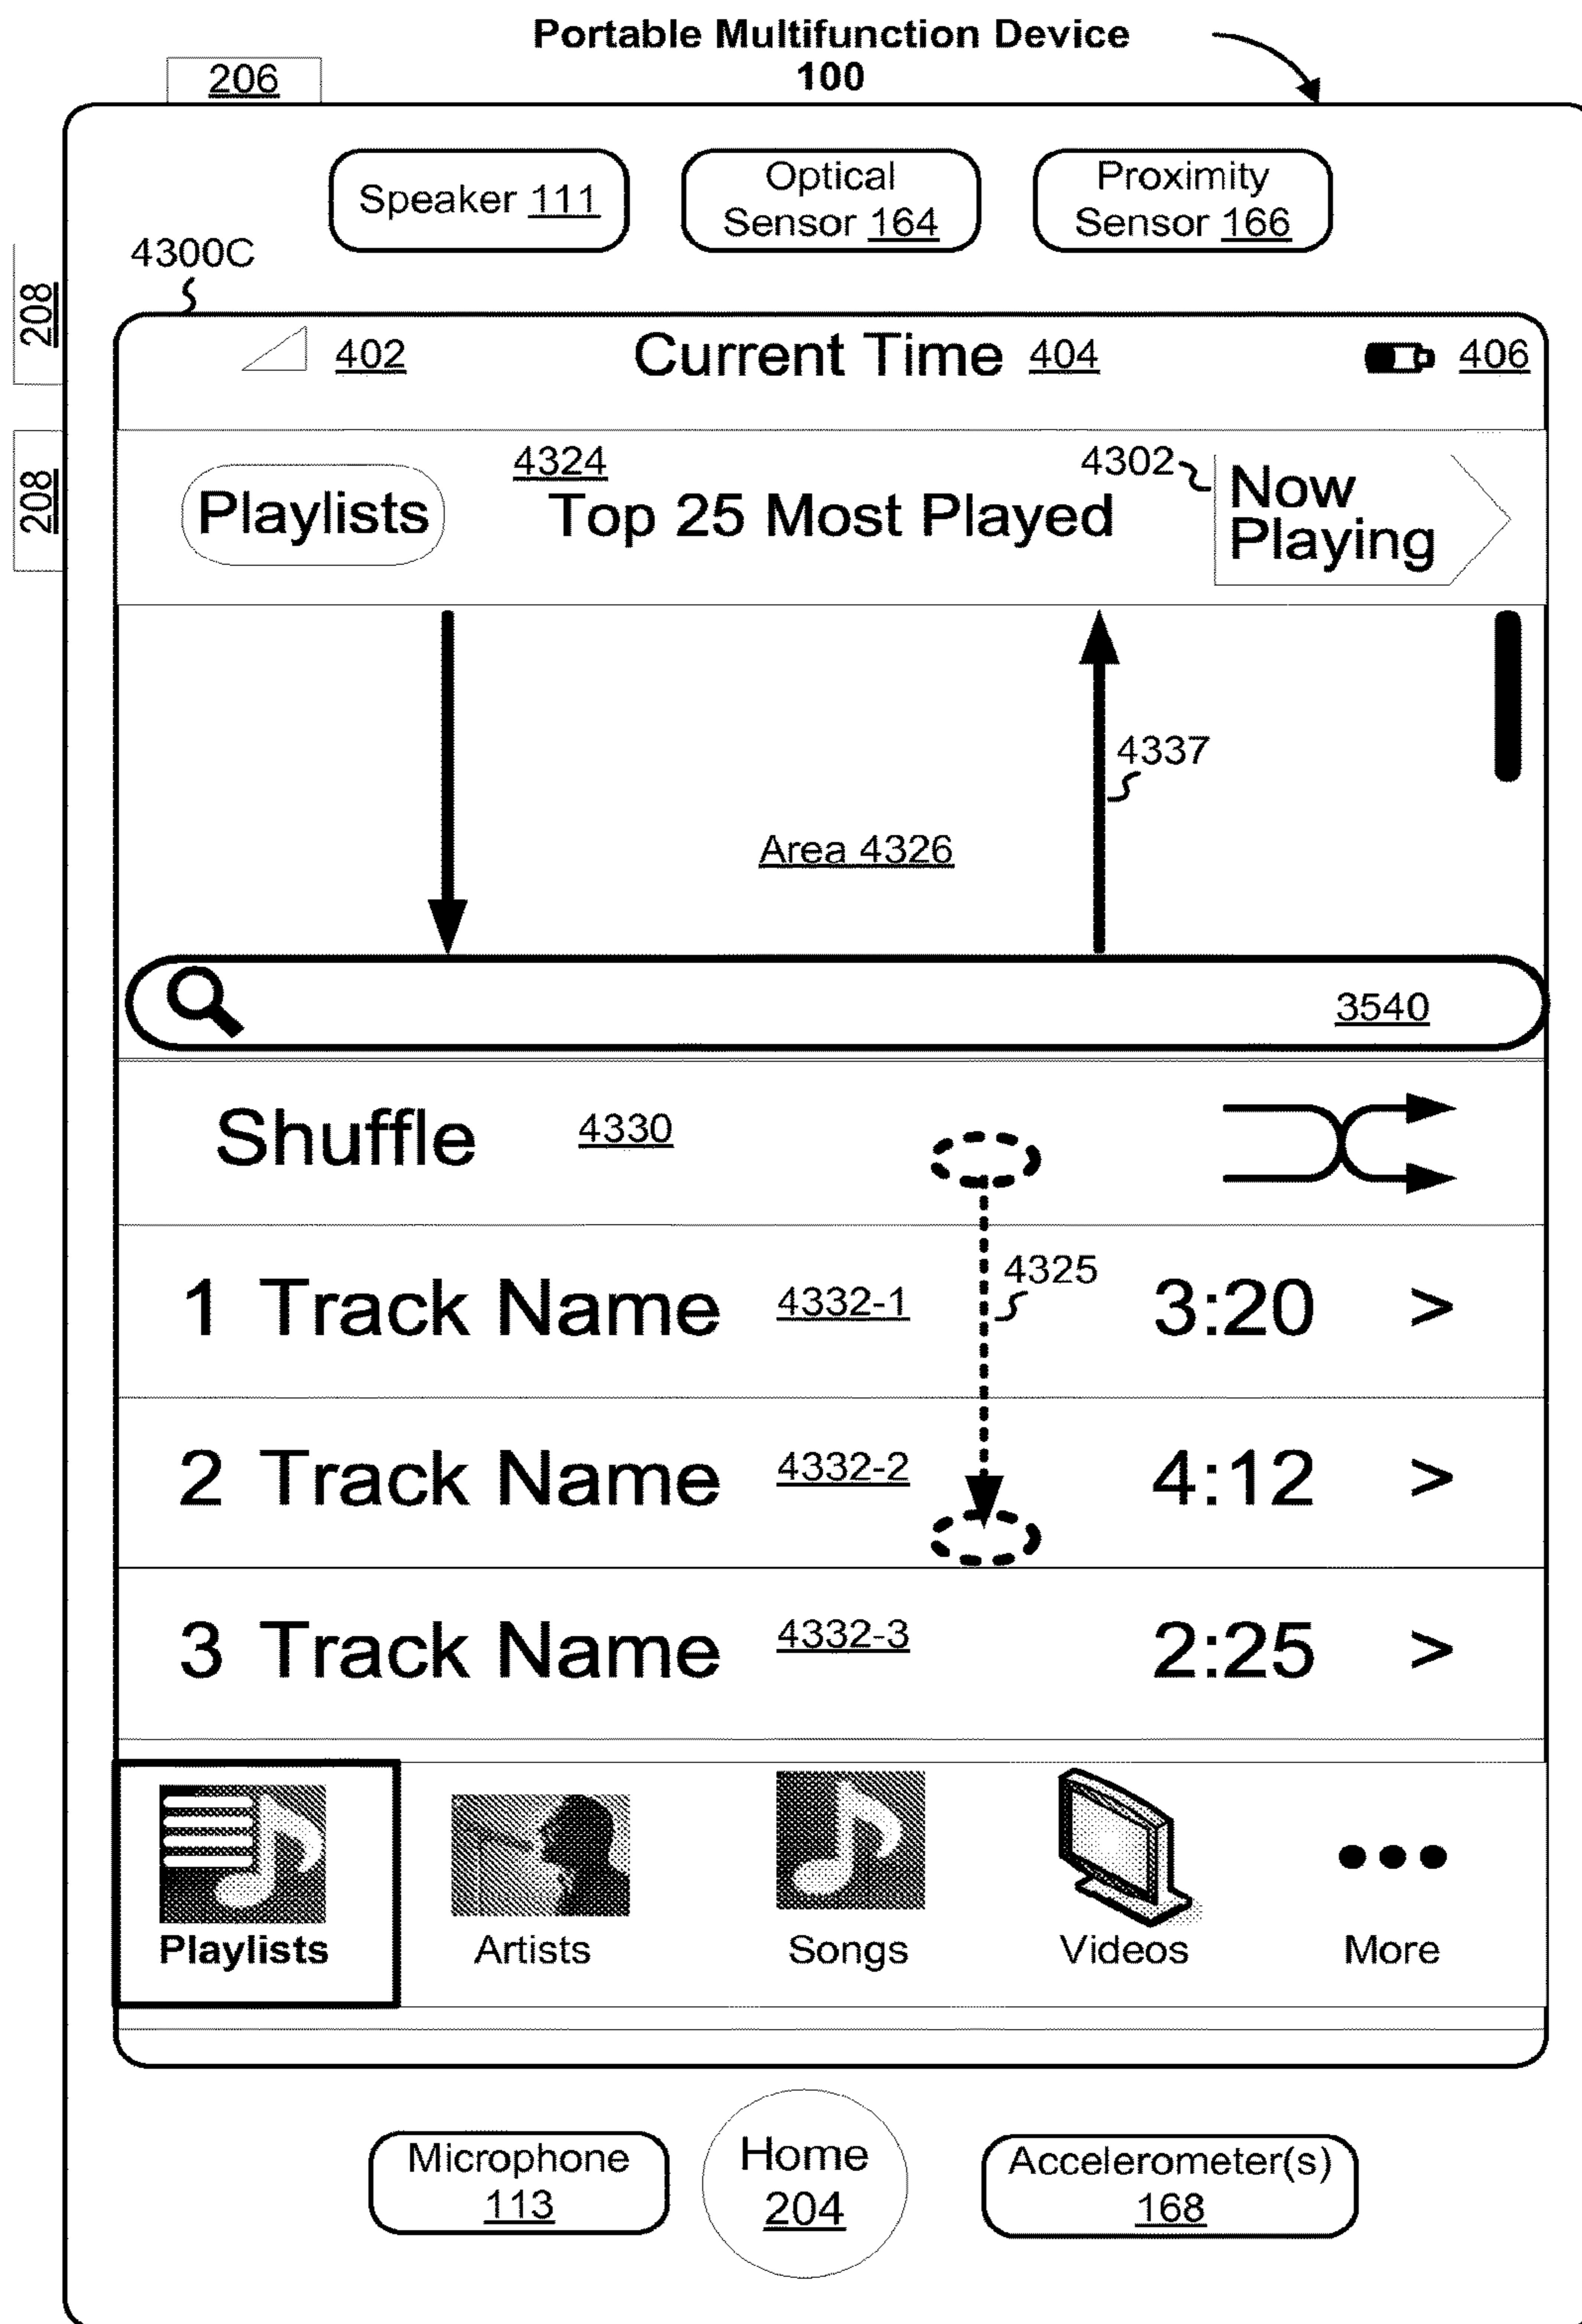 Portable Multifunction Device
100
206
Speaker 111
Optical
Sensor 164
Proximity
Sensor 166
4300C
208
208
402
Current Time 404
406
Playlists
4324
Top 25 Most Played
4302
Now
Playing
4337
Area 4326
3540
Shuffle 4330
4325
1 Track Name 4332-1 3:20 >
2 Track Name 4332-2 4:12 >
3 Track Name 4332-3 2:25 >
Playlists
Artists
Songs
Videos
More
Microphone
113
Home
204
Accelerometer(s)
168